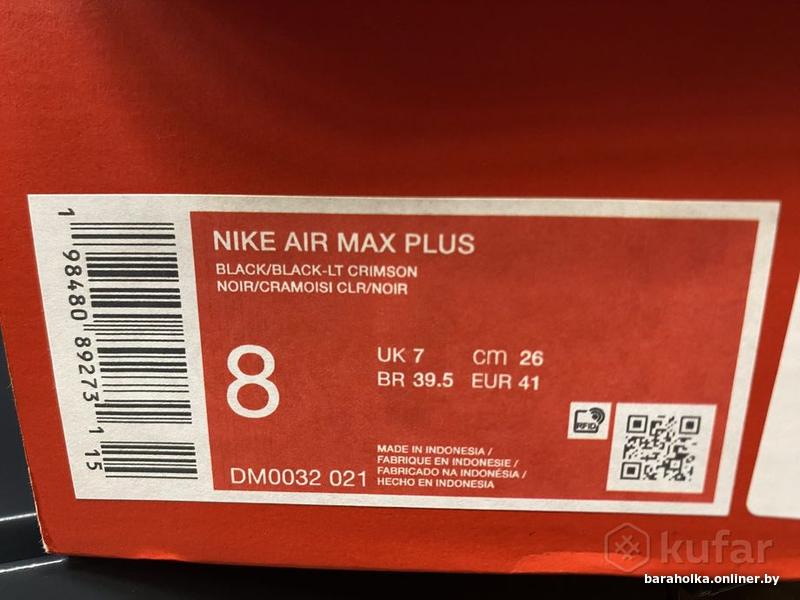 NIKE AIR MAX PLUS
BLACK/BLACK-LT CRIMSON
NOIR/CRAMOISI CLR/NOIR
8
UK 7 cm 26
BR 39.5 EUR 41
RFID
MADE IN INDONESIA /
FABRIQUE EN INDONESIE /
FABRICADO NA INDONÉSIA /
HECHO EN INDONESIA
DM0032 021
1 98480 89273 1 15
kufar
baraholka.onliner.by